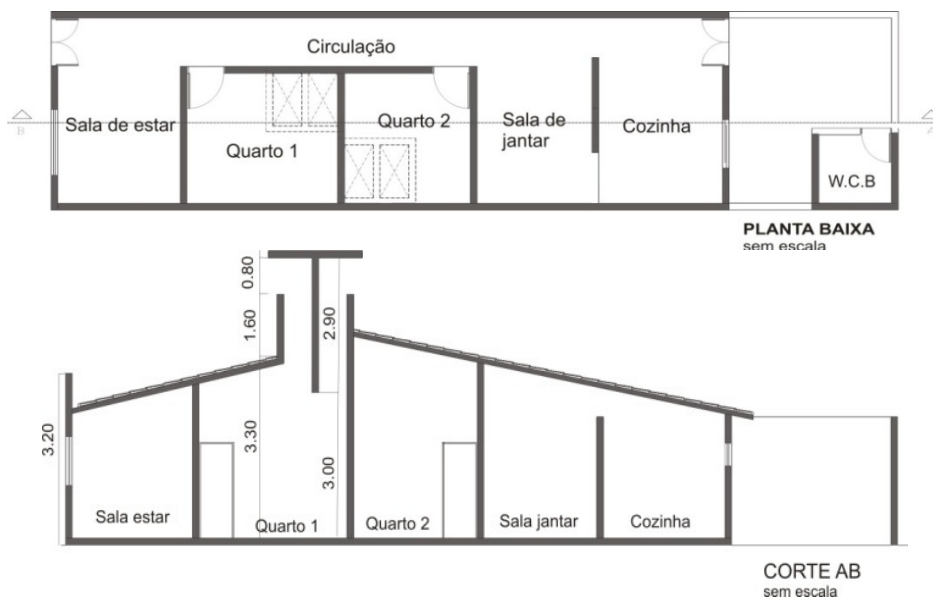 Circulação
Sala de estar
Quarto 1
Quarto 2
Sala de
jantar
Cozinha
W.C.B
B
PLANTA BAIXA
sem escala
0.80
1.60
2.90
3.20
3.30
3.00
Sala estar
Quarto 1
Quarto 2
Sala jantar
Cozinha
CORTE AB
sem escala